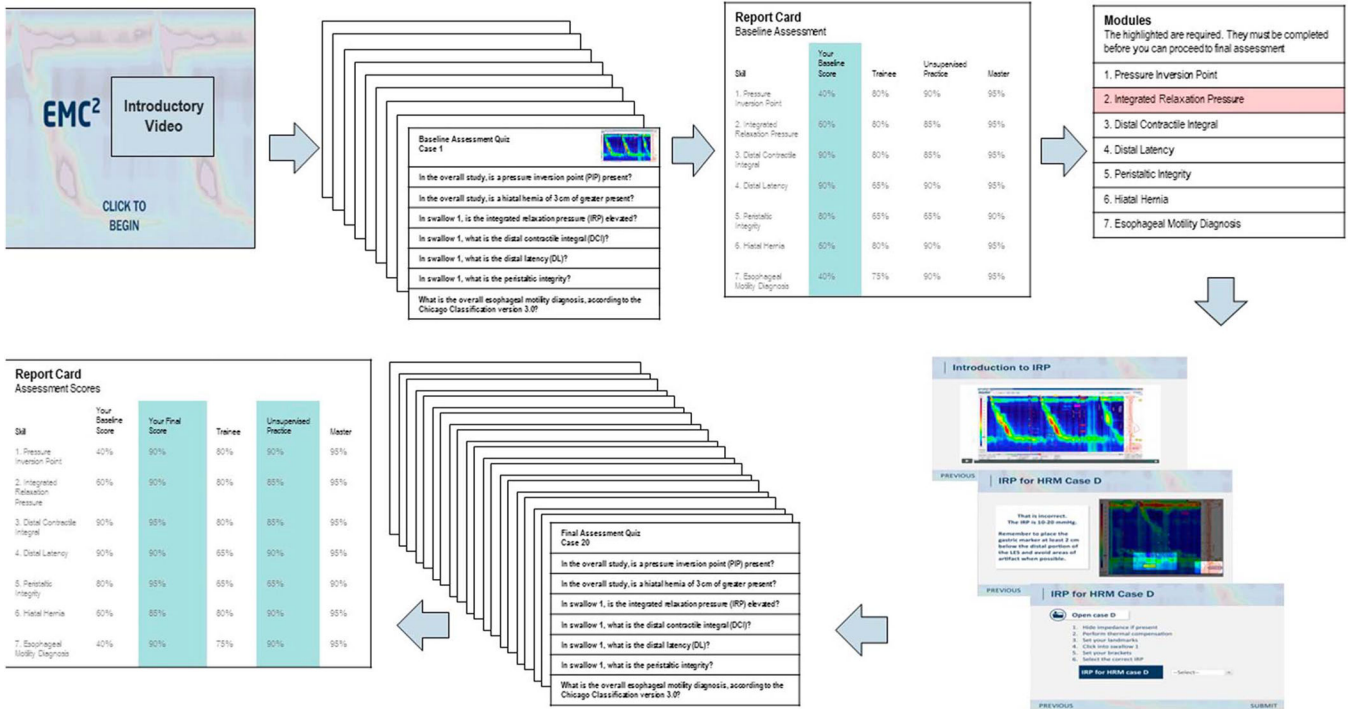 EMC²
Introductory
Video
CLICK TO
BEGIN
Baseline Assessment Quiz
Case 1
In the overall study, is a pressure inversion point (PIP) present?
In the overall study, is a hiatal hernia of 3 cm of greater present?
In swallow 1, is the integrated relaxation pressure (IRP) elevated?
In swallow 1, what is the distal contractile integral (DCI)?
In swallow 1, what is the distal latency (DL)?
In swallow 1, what is the peristaltic integrity?
What is the overall esophageal motility diagnosis, according to the
Chicago Classification version 3.0?
Report Card
Baseline Assessment
Skill Your Baseline Score Trainee Unsupervised Practice Master
1. Pressure Inversion Point 40% 80% 90% 95%
2. Integrated Relaxation Pressure 60% 80% 85% 95%
3. Distal Contractile Integral 90% 80% 85% 95%
4. Distal Latency 90% 65% 90% 95%
5. Peristaltic Integrity 80% 65% 65% 90%
6. Hiatal Hernia 60% 80% 90% 95%
7. Esophageal Motility Diagnosis 40% 75% 90% 95%
Modules
The highlighted are required. They must be completed
before you can proceed to final assessment
1. Pressure Inversion Point
2. Integrated Relaxation Pressure
3. Distal Contractile Integral
4. Distal Latency
5. Peristaltic Integrity
6. Hiatal Hernia
7. Esophageal Motility Diagnosis
Introduction to IRP
PREVIOUS
IRP for HRM Case D
That is incorrect.
The IRP is 10-20 mmHg.
Remember to place the
gastric marker at least 2 cm
below the distal portion of
the LES and avoid areas of
artifact when possible.
PREVIOUS
IRP for HRM Case D
Open case D
1. Hide impedance if present
2. Perform thermal compensation
3. Set your landmarks
4. Click into swallow 1
5. Set your brackets
6. Select the correct IRP
IRP for HRM case D --Select--
PREVIOUS SUBMIT
Final Assessment Quiz
Case 20
In the overall study, is a pressure inversion point (PIP) present?
In the overall study, is a hiatal hernia of 3 cm of greater present?
In swallow 1, is the integrated relaxation pressure (IRP) elevated?
In swallow 1, what is the distal contractile integral (DCI)?
In swallow 1, what is the distal latency (DL)?
In swallow 1, what is the peristaltic integrity?
What is the overall esophageal motility diagnosis, according to the
Chicago Classification version 3.0?
Report Card
Assessment Scores
Skill Your Baseline Score Your Final Score Trainee Unsupervised Practice Master
1. Pressure Inversion Point 40% 90% 80% 90% 95%
2. Integrated Relaxation Pressure 60% 90% 80% 85% 95%
3. Distal Contractile Integral 90% 95% 80% 85% 95%
4. Distal Latency 90% 90% 65% 90% 95%
5. Peristaltic Integrity 80% 95% 65% 65% 95%
6. Hiatal Hernia 60% 85% 80% 90% 95%
7. Esophageal Motility Diagnosis 40% 90% 75% 90% 95%